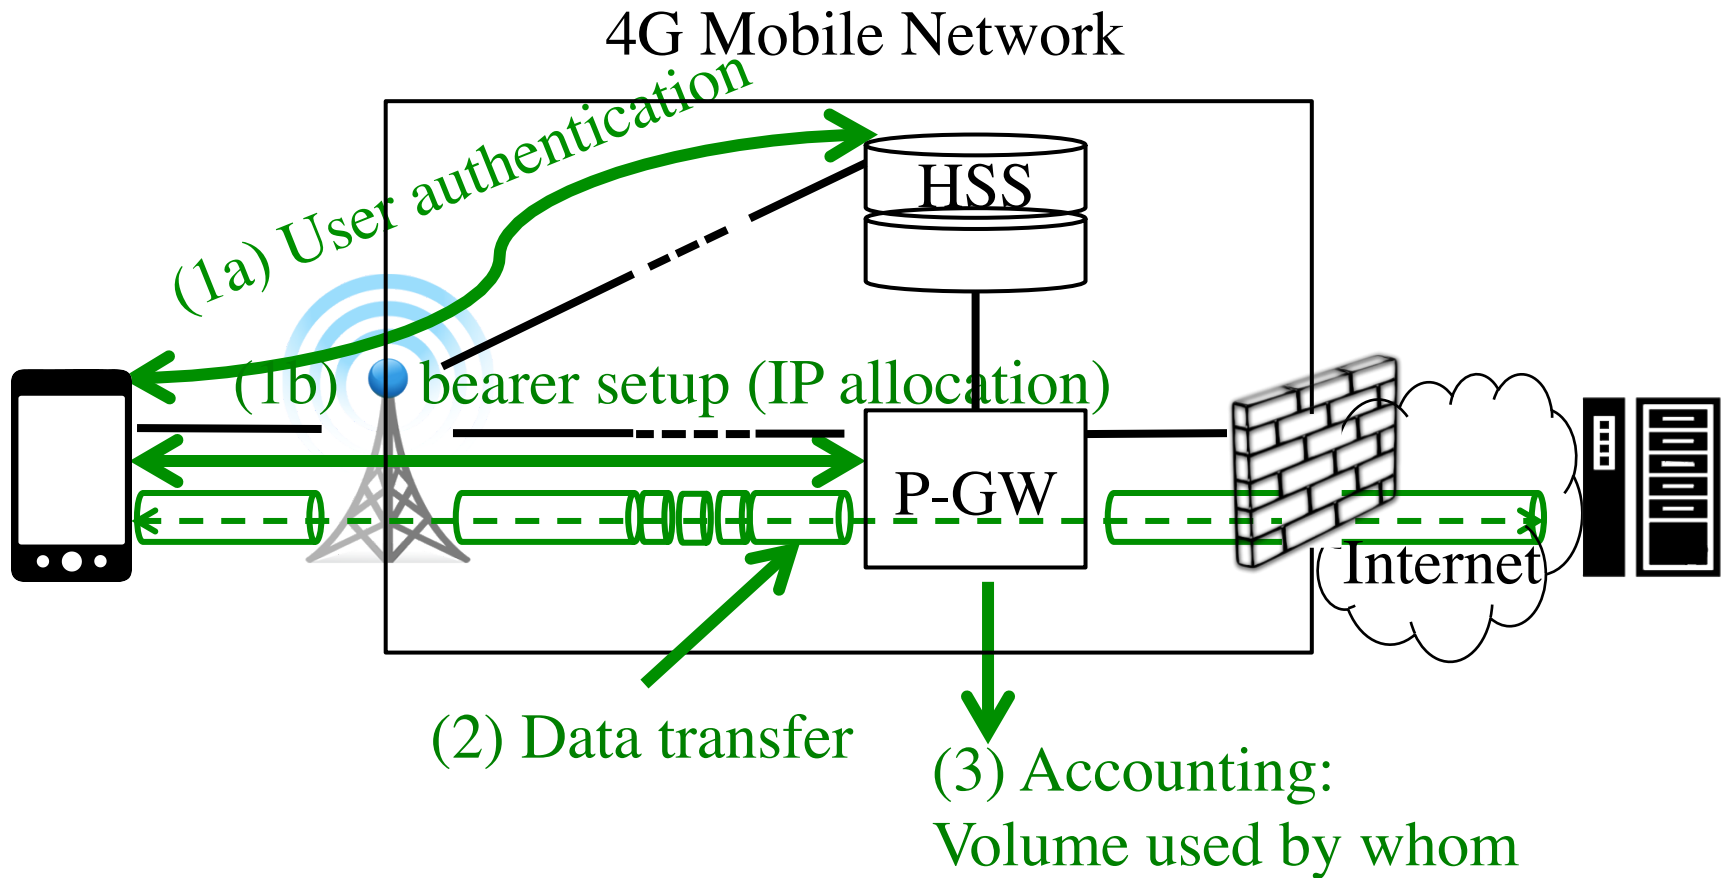 4G Mobile Network
(1a) User authentication
HSS
(1b) bearer setup (IP allocation)
P-GW
Internet
(2) Data transfer
(3) Accounting:
Volume used by whom